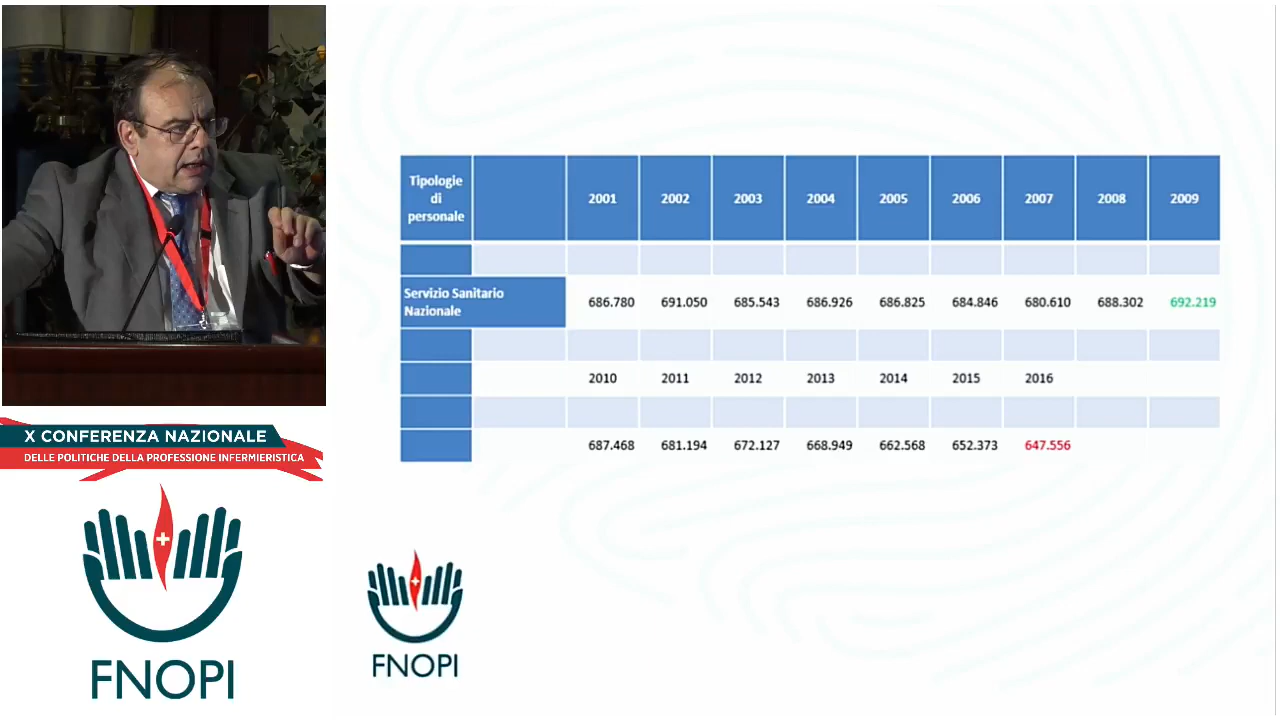 X CONFERENZA NAZIONALE
DELLE POLITICHE DELLA PROFESSIONE INFERMIERISTICA
FNOPI
Tipologie
di
personale
2001 2002 2003 2004 2005 2006 2007 2008 2009
Servizio Sanitario
Nazionale
686.780 691.050 685.543 686.926 686.825 684.846 680.610 688.302 692.219
2010 2011 2012 2013 2014 2015 2016
687.468 681.194 672.127 668.949 662.568 652.373 647.556
FNOPI